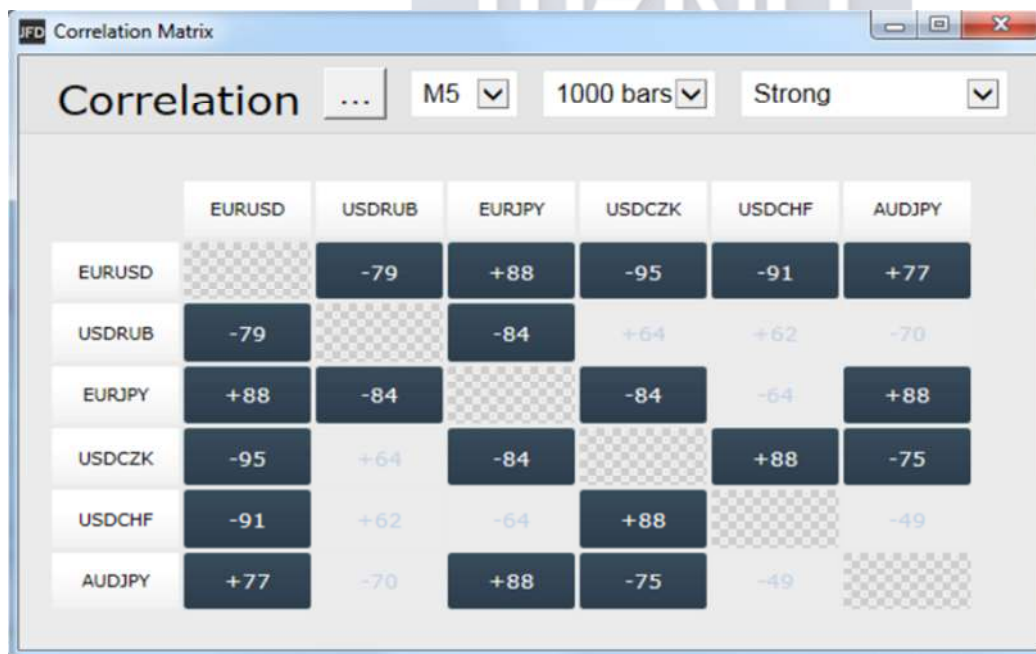 JFD Correlation Matrix
Correlation ... M5 1000 bars Strong
EURUSD USDRUB EURJPY USDCZK USDCHF AUDJPY
EURUSD -79 +88 -95 -91 +77
USDRUB -79 -84 +64 +62 -70
EURJPY +88 -84 -84 -64 +88
USDCZK -95 +64 -84 +88 -75
USDCHF -91 +62 -64 +88 -49
AUDJPY +77 -70 +88 -75 -49